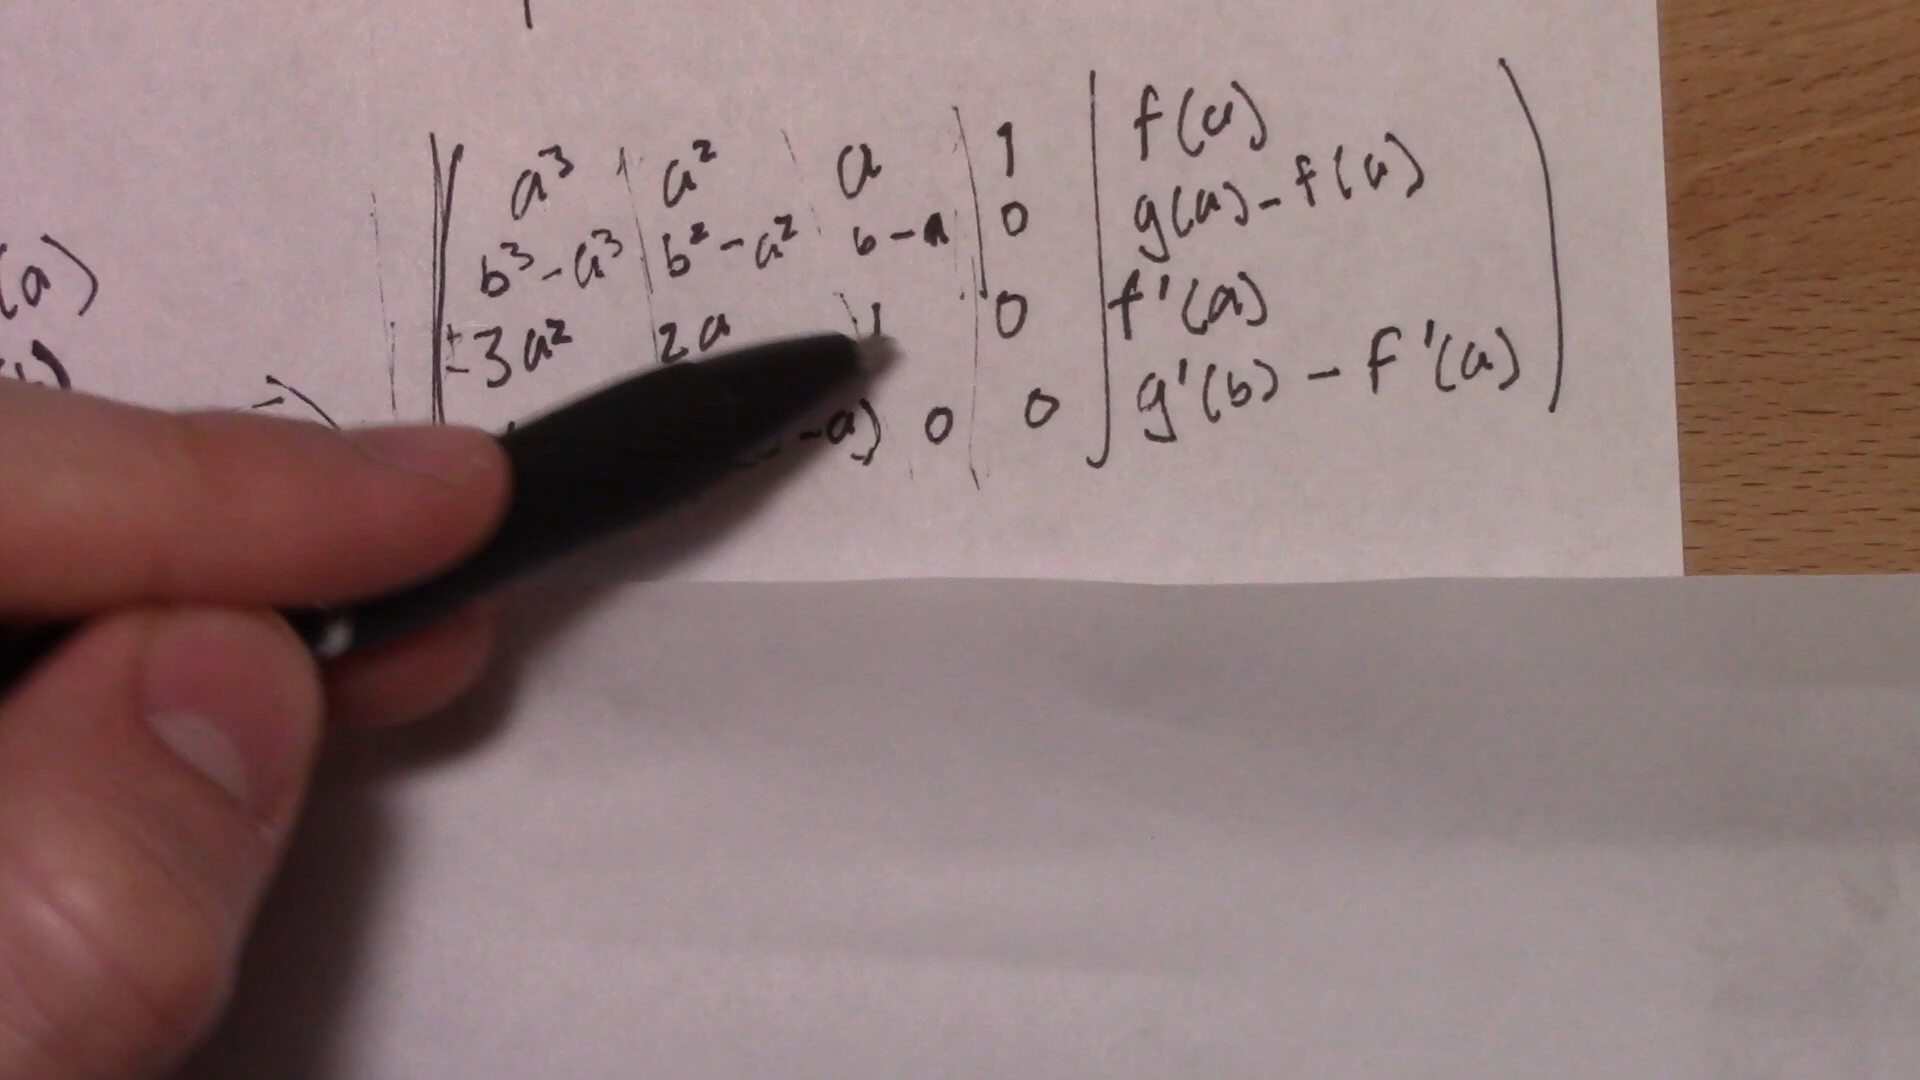 a³ a² a 1 f(a)
b³-a³ b²-a² b-a 0 g(a)-f(a)
3a² 2a 1 0 f'(a)
-a) 0 0 g'(b)-f'(a)
(a)